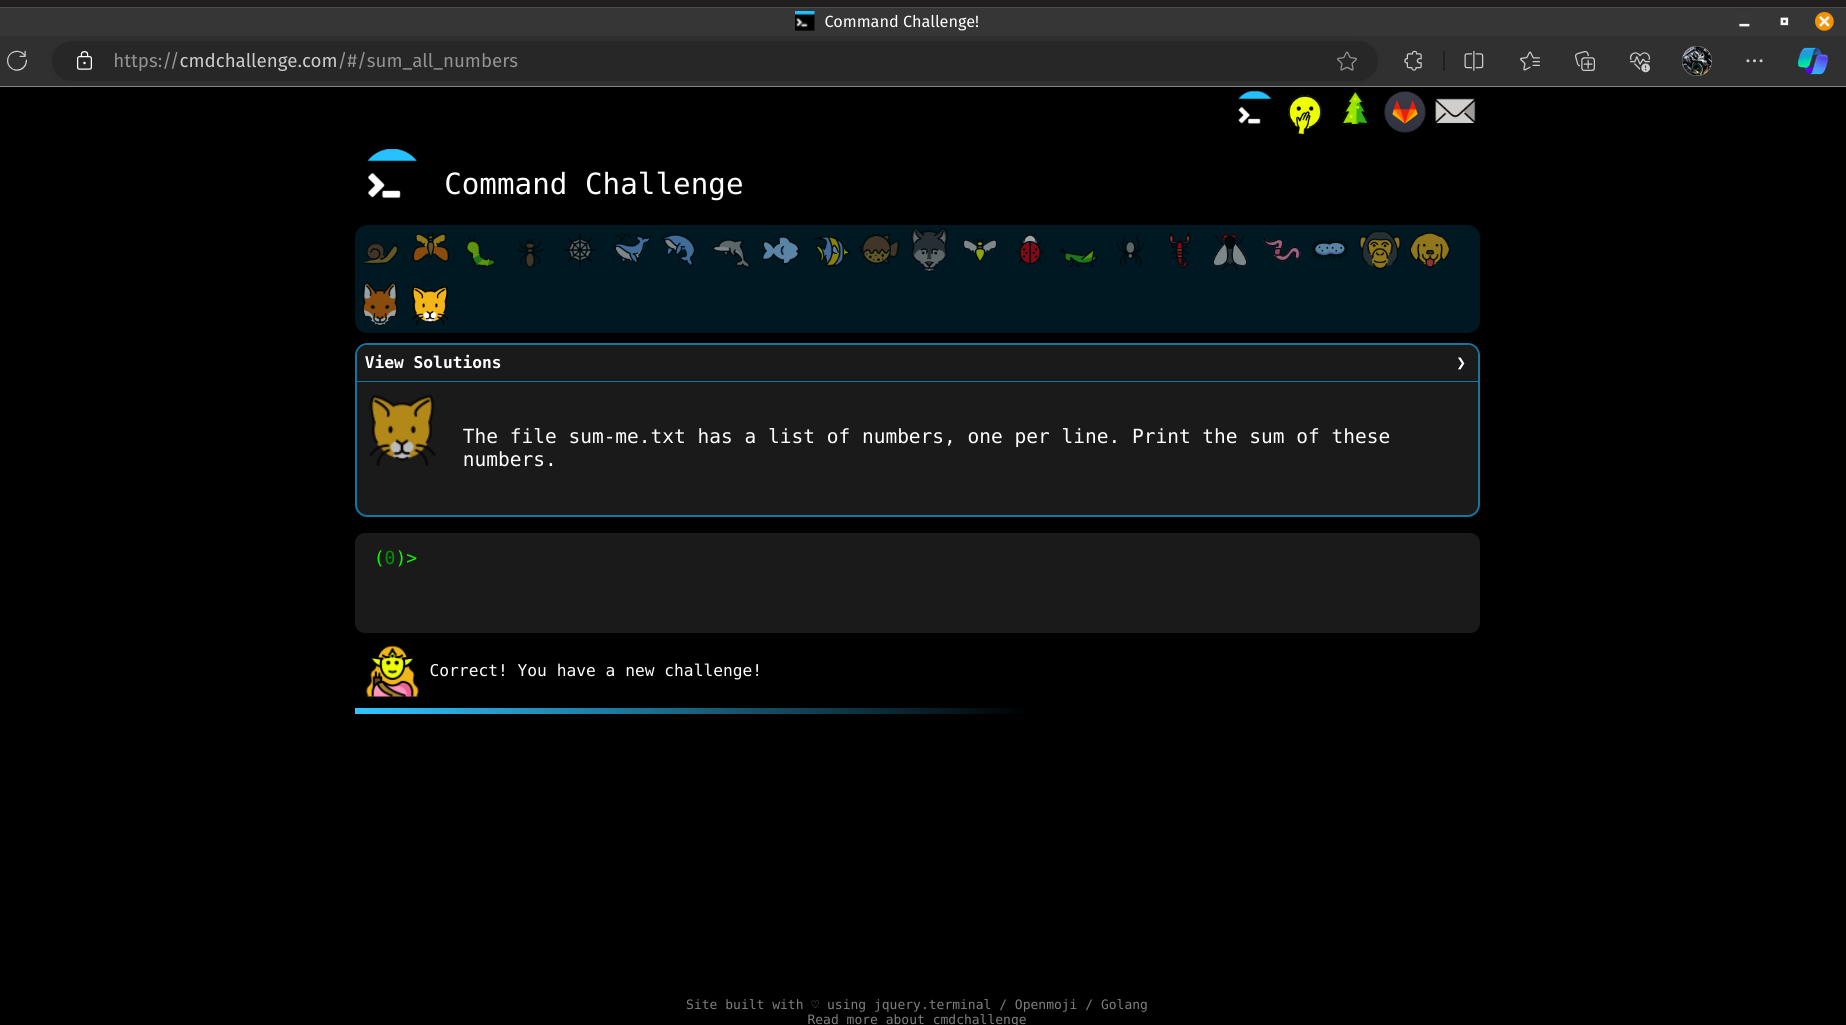 Command Challenge!
https://cmdchallenge.com/#/sum_all_numbers
Command Challenge
View Solutions
The file sum-me.txt has a list of numbers, one per line. Print the sum of these
numbers.
(0)>
Correct! You have a new challenge!
Site built with ♡ using jquery.terminal / Openmoji / Golang
Read more about cmdchallenge